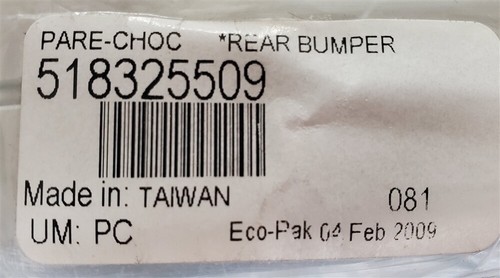 PARE-CHOC *REAR BUMPER
518325509
Made in: TAIWAN 081
UM: PC Eco-Pak 04 Feb 2009